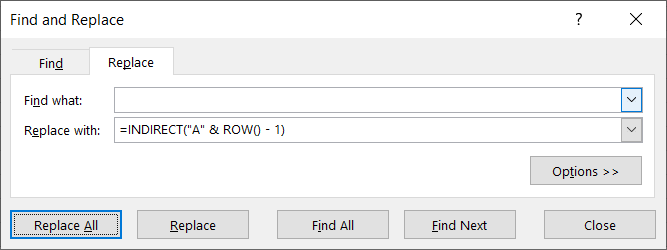 Find and Replace ?
Find Replace
Find what:
Replace with: =INDIRECT("A" & ROW() - 1)
Options >>
Replace All Replace Find All Find Next Close